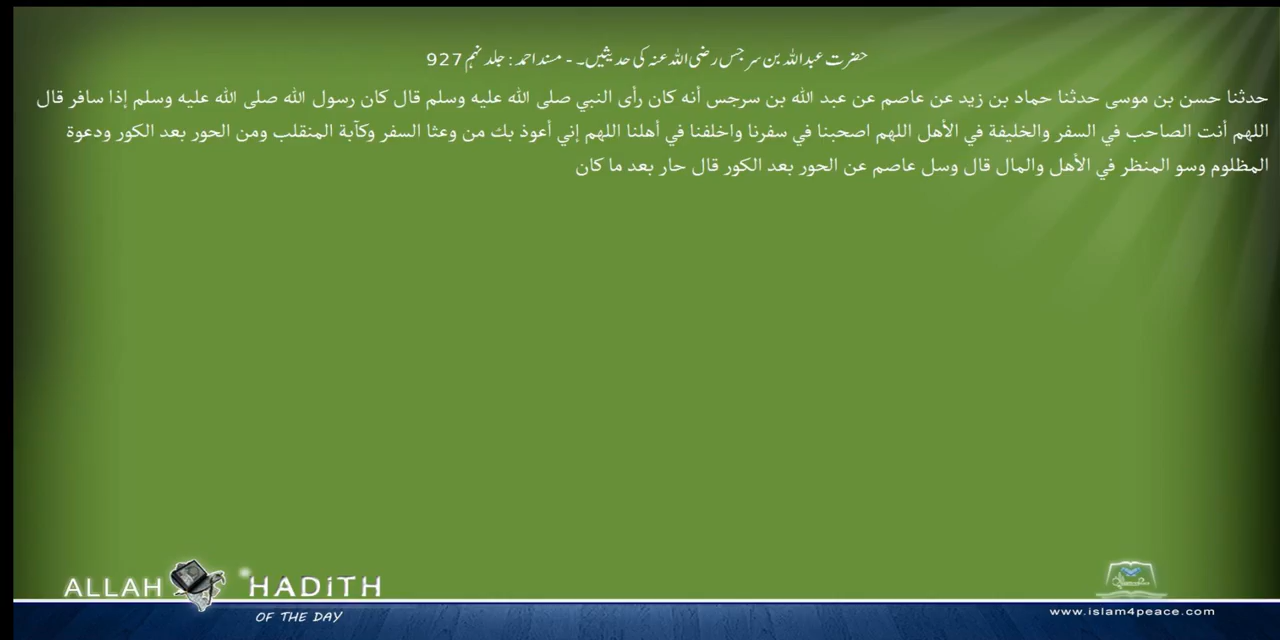 حضرت عبداللہ بن سرجس رضی اللہ عنہ کی حدیثیں۔ - مسند احمد : جلد نہم 927
حدثنا حسن بن موسى حدثنا حماد بن زيد عن عاصم عن عبد الله بن سرجس أنه كان رأى النبي صلى الله عليه وسلم قال كان رسول الله صلى الله عليه وسلم إذا سافر قال
اللهم أنت الصاحب في السفر والخليفة في الأهل اللهم اصحبنا في سفرنا واخلفنا في أهلنا اللهم إني أعوذ بك من وعثا السفر وكآبة المنقلب ومن الحور بعد الكور ودعوة
المظلوم وسو المنظر في الأهل والمال قال وسل عاصم عن الحور بعد الكور قال حار بعد ما كان
ALLAH HADITH
OF THE DAY
www.islam4peace.com